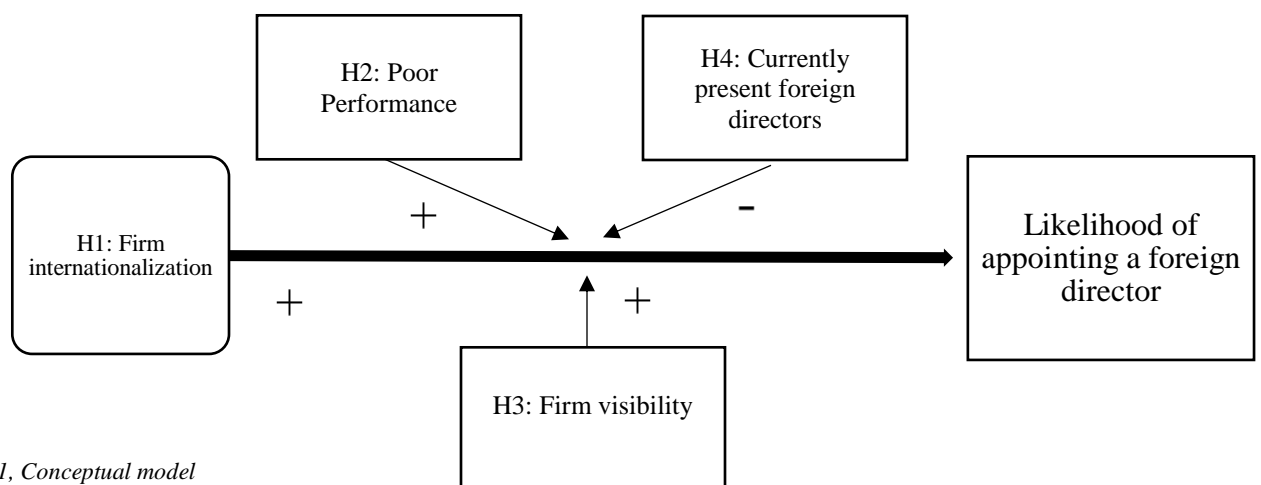 H2: Poor
Performance
H4: Currently
present foreign
directors
H1: Firm
internationalization
+
-
Likelihood of
appointing a foreign
director
+
+
H3: Firm visibility
1, Conceptual model